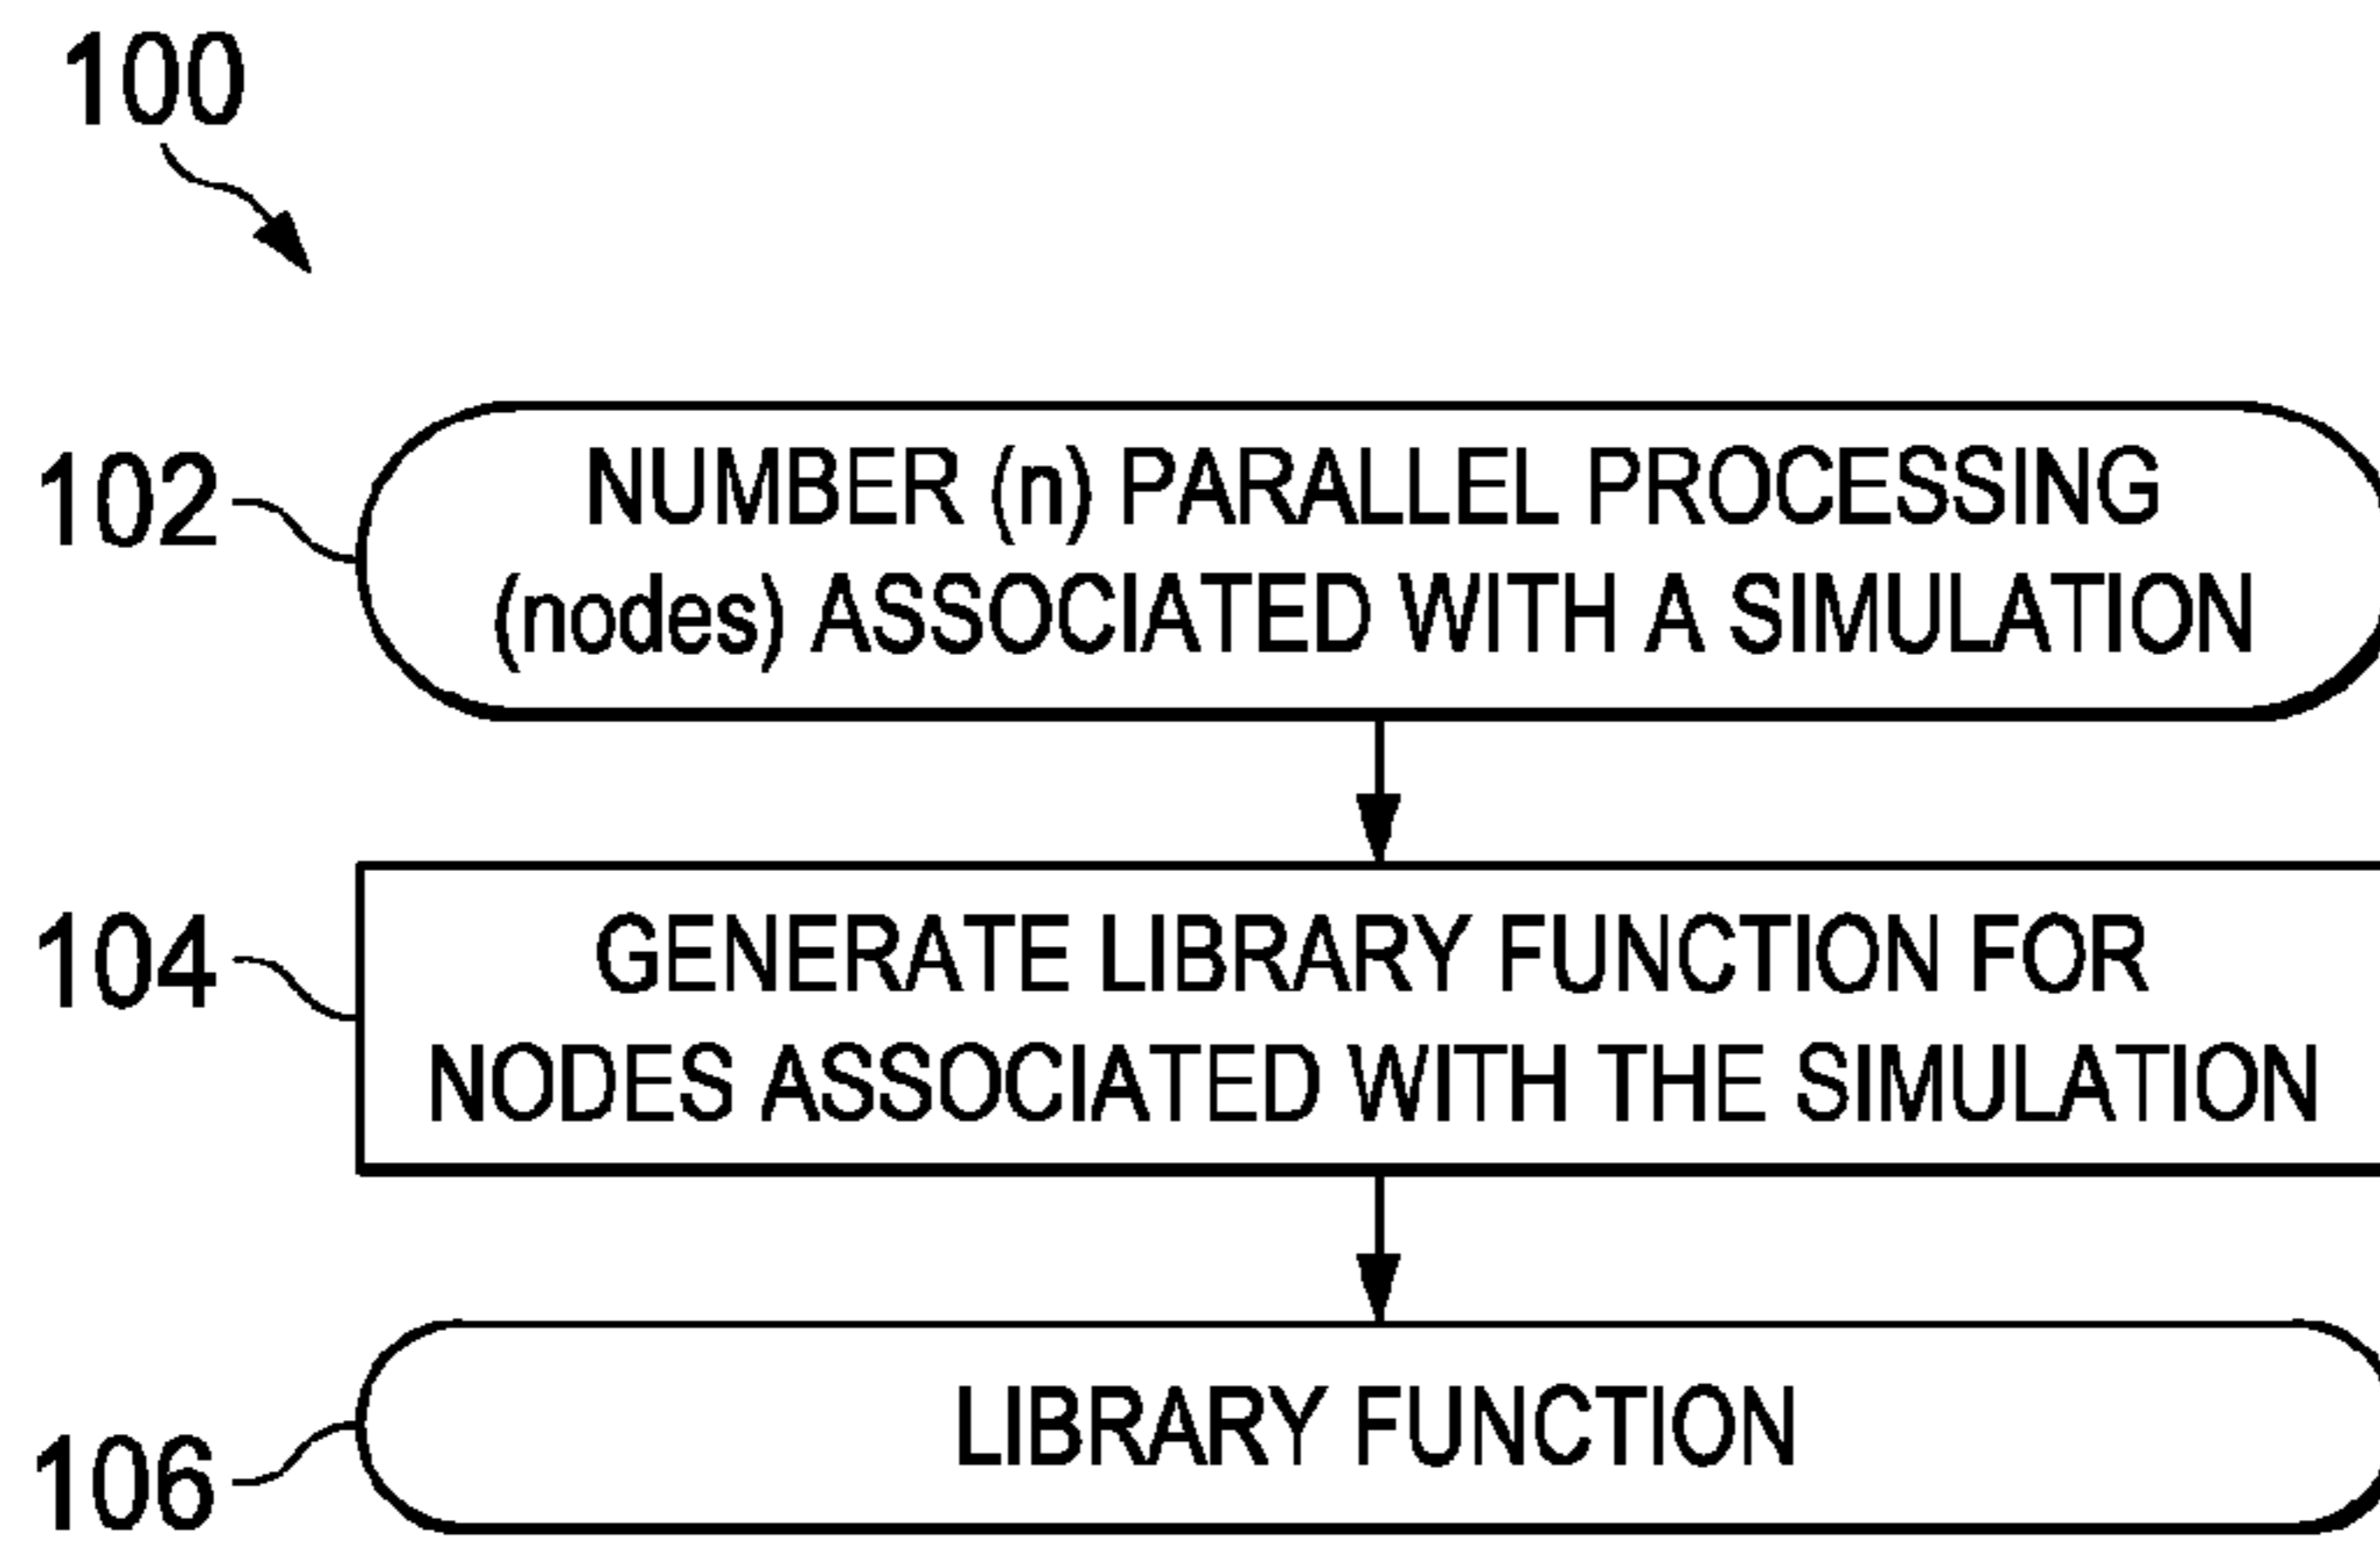 100
102
NUMBER (n) PARALLEL PROCESSING
(nodes) ASSOCIATED WITH A SIMULATION
104
GENERATE LIBRARY FUNCTION FOR
NODES ASSOCIATED WITH THE SIMULATION
106
LIBRARY FUNCTION